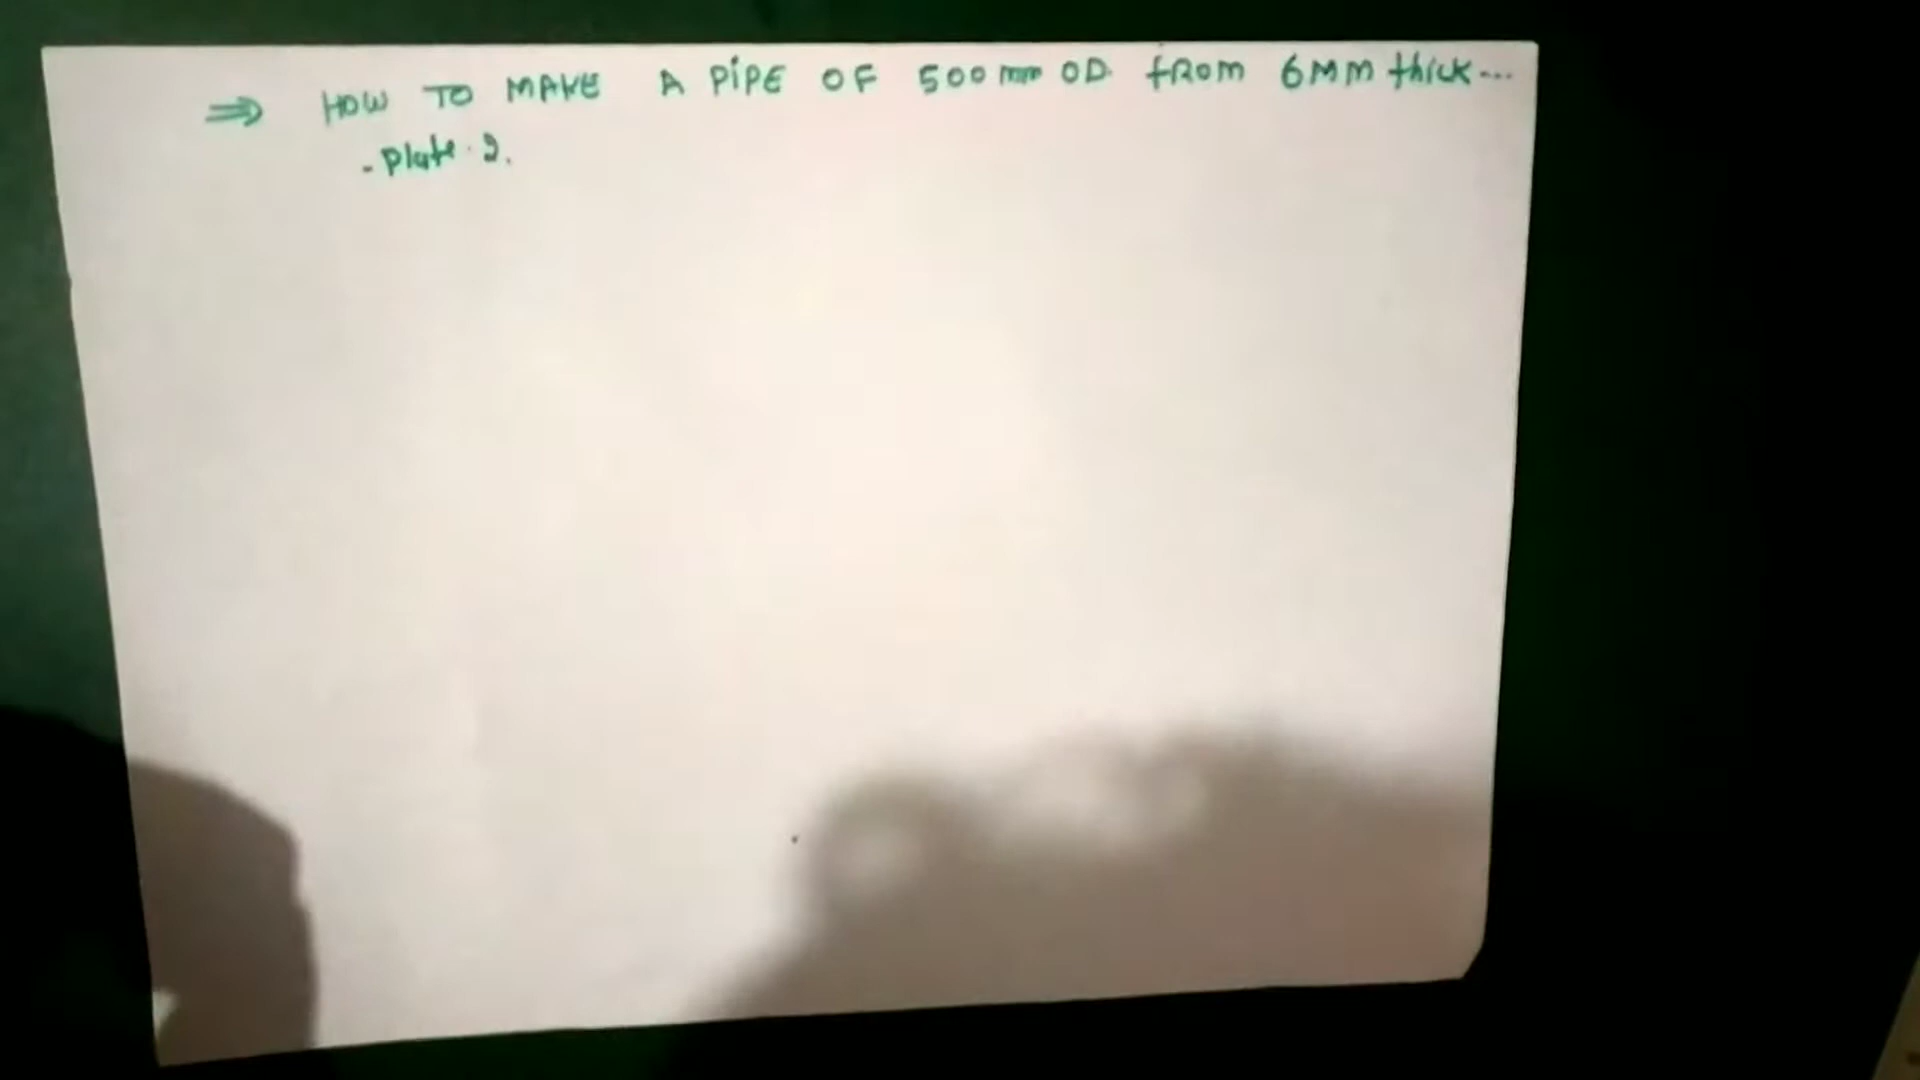 ⇒ HOW TO MAKE A PiPE OF 500 mm OD. fROM 6MM thick...
- Plate ?.